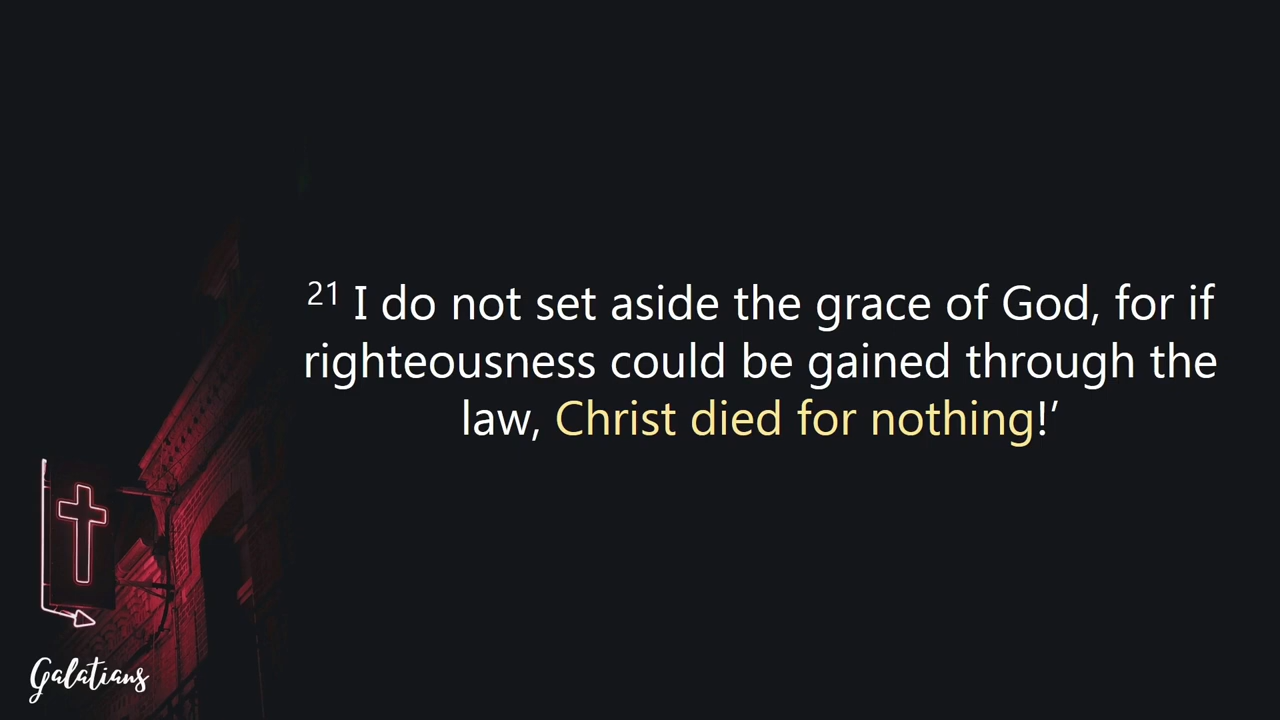 21 I do not set aside the grace of God, for if
righteousness could be gained through the
law, Christ died for nothing!’
Galatians